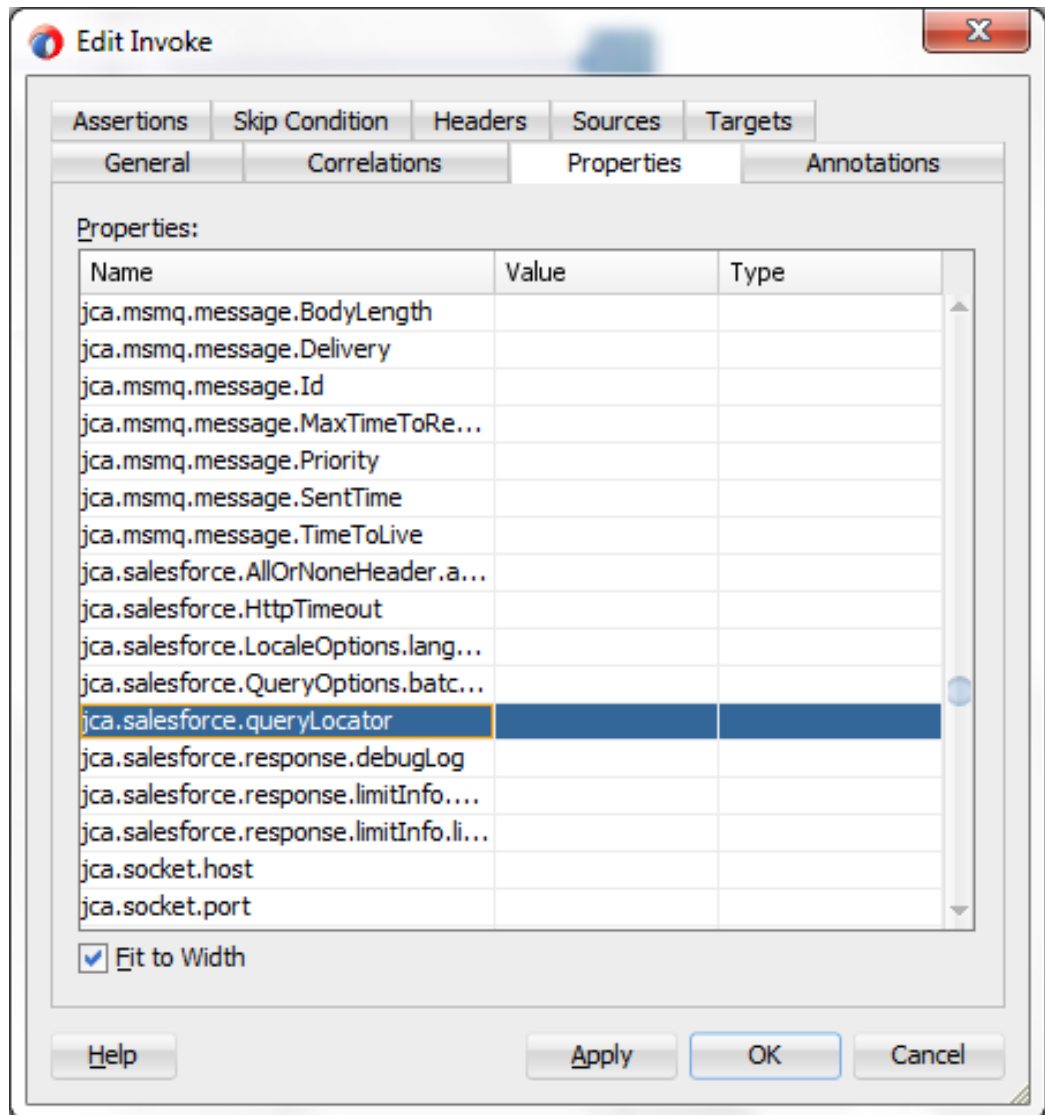 Edit Invoke
Assertions Skip Condition Headers Sources Targets
General Correlations Properties Annotations
Properties:
Name Value Type
jca.msmq.message.BodyLength
jca.msmq.message.Delivery
jca.msmq.message.Id
jca.msmq.message.MaxTimeToRe...
jca.msmq.message.Priority
jca.msmq.message.SentTime
jca.msmq.message.TimeToLive
jca.salesforce.AllOrNoneHeader.a...
jca.salesforce.HttpTimeout
jca.salesforce.LocaleOptions.lang...
jca.salesforce.QueryOptions.batc...
jca.salesforce.queryLocator
jca.salesforce.response.debugLog
jca.salesforce.response.limitInfo....
jca.salesforce.response.limitInfo.li...
jca.socket.host
jca.socket.port
Fit to Width
Help Apply OK Cancel